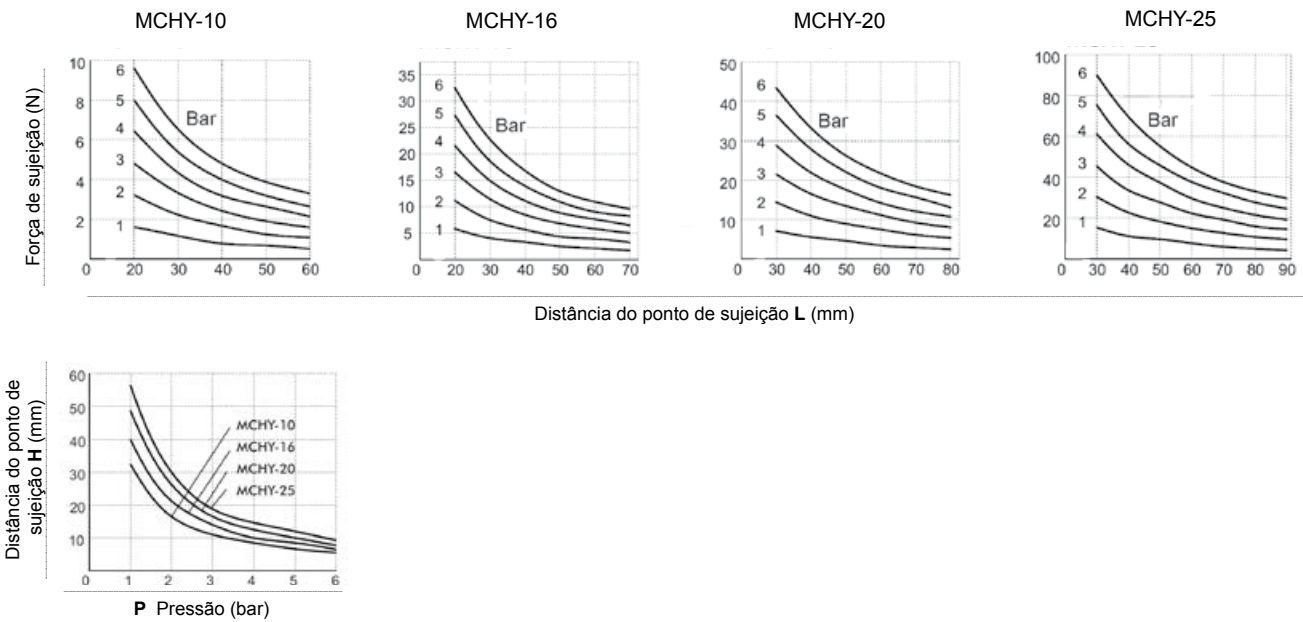 MCHY-10
MCHY-16
MCHY-20
MCHY-25
Força de sujeição (N)
10
8
6
4
2
0
6
5
4
3
2
1
Bar
20 30 40 50 60
35
30
25
20
15
10
5
0
6
5
4
3
2
1
Bar
20 30 40 50 60 70
50
40
30
20
10
0
6
5
4
3
2
1
Bar
30 40 50 60 70 80
100
80
60
40
20
0
6
5
4
3
2
1
Bar
30 40 50 60 70 80 90
Distância do ponto de sujeição L (mm)
Distância do ponto de
sujeição H (mm)
60
50
40
30
20
10
MCHY-10
MCHY-16
MCHY-20
MCHY-25
0 1 2 3 4 5 6
P Pressão (bar)